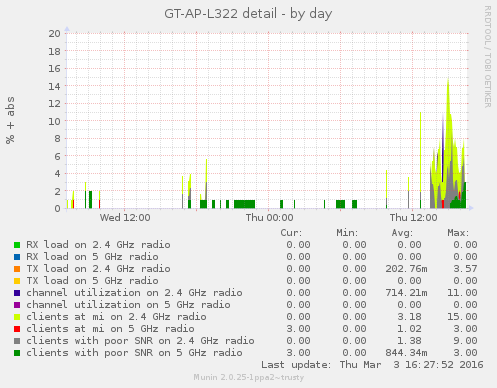 GT-AP-L322 detail - by day
RRDTOOL / TOBI OETIKER
% + abs
20
18
16
14
12
10
8
6
4
2
0
Wed 12:00 Thu 00:00 Thu 12:00
Cur: Min: Avg: Max:
RX load on 2.4 GHz radio 0.00 0.00 0.00 0.00
RX load on 5 GHz radio 0.00 0.00 0.00 0.00
TX load on 2.4 GHz radio 0.00 0.00 202.76m 3.57
TX load on 5 GHz radio 0.00 0.00 0.00 0.00
channel utilization on 2.4 GHz radio 0.00 0.00 714.21m 11.00
channel utilization on 5 GHz radio 0.00 0.00 0.00 0.00
clients at mi on 2.4 GHz radio 0.00 0.00 3.18 15.00
clients at mi on 5 GHz radio 3.00 0.00 1.02 3.00
clients with poor SNR on 2.4 GHz radio 0.00 0.00 1.38 9.00
clients with poor SNR on 5 GHz radio 3.00 0.00 844.34m 3.00
Last update: Thu Mar 3 16:27:52 2016
Munin 2.0.25-1ppa2~trusty